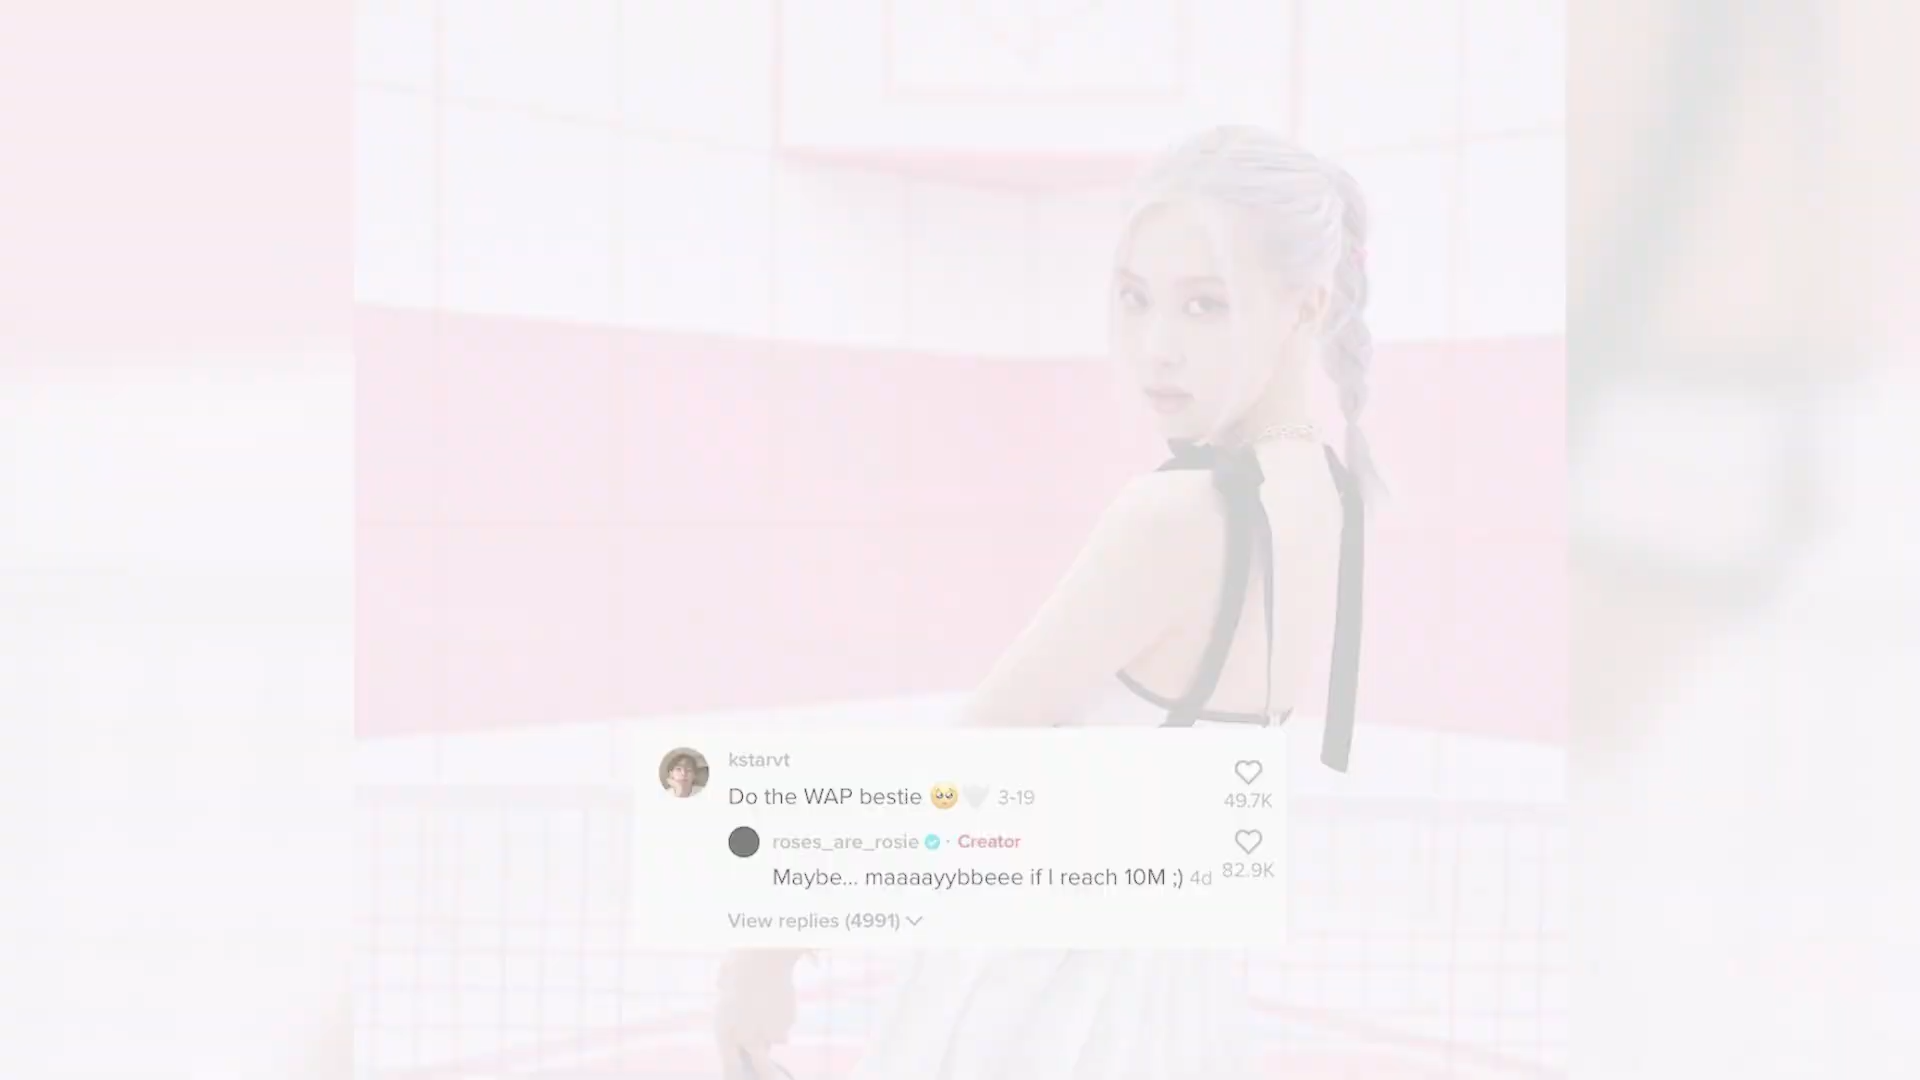 kstarvt
Do the WAP bestie 🥺🤍 3-19
49.7K
roses_are_rosie · Creator
Maybe... maaaayybbeee if I reach 10M ;) 4d
82.9K
View replies (4991)